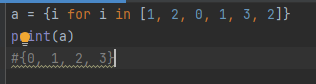 a = {i for i in [1, 2, 0, 1, 3, 2]}
print(a)
#{0, 1, 2, 3}